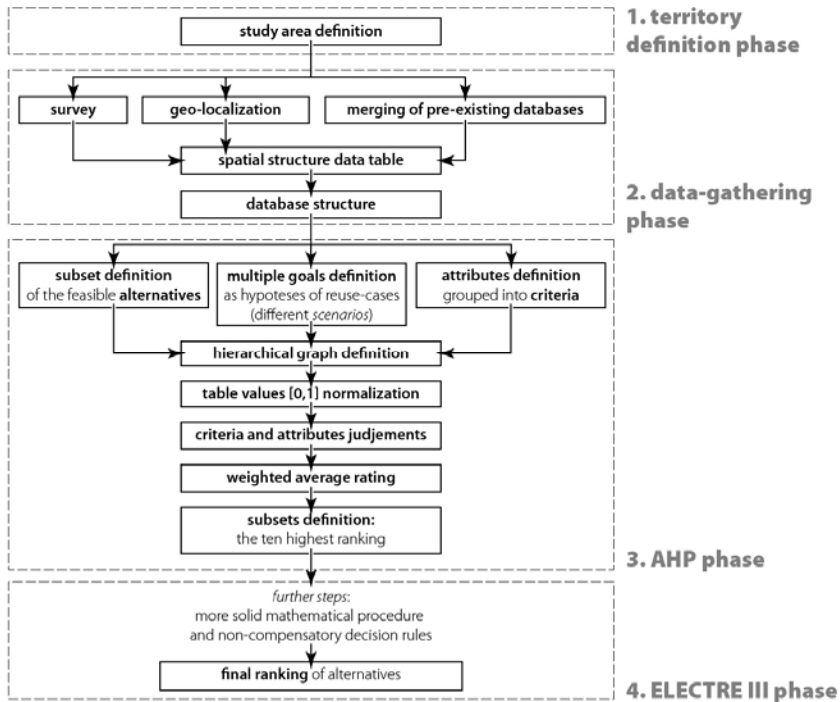 1. territory
definition phase
study area definition
survey
geo-localization
merging of pre-existing databases
spatial structure data table
database structure
2. data-gathering
phase
subset definition
of the feasible alternatives
multiple goals definition
as hypoteses of reuse-cases
(different scenarios)
attributes definition
grouped into criteria
hierarchical graph definition
table values [0,1] normalization
criteria and attributes judjements
weighted average rating
subsets definition:
the ten highest ranking
3. AHP phase
further steps:
more solid mathematical procedure
and non-compensatory decision rules
final ranking of alternatives
4. ELECTRE III phase